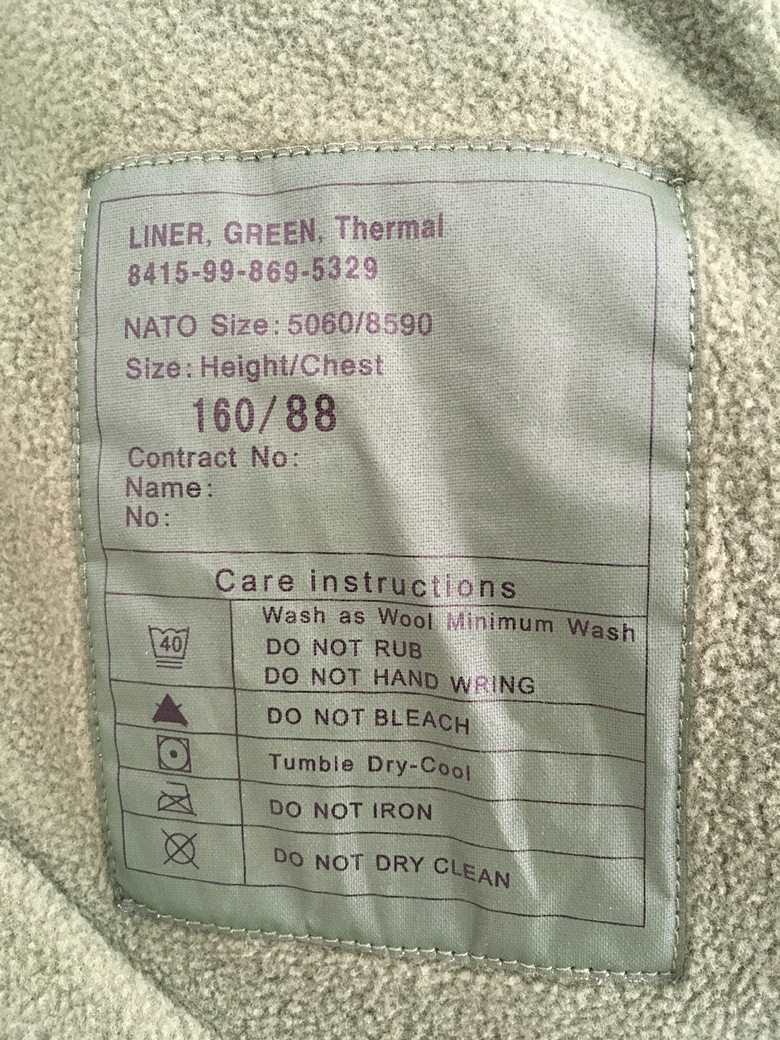 LINER, GREEN, Thermal
8415-99-869-5329
NATO Size: 5060/8590
Size: Height/Chest
160/88
Contract No:
Name:
No:
Care instructions
Wash as Wool Minimum Wash
40
DO NOT RUB
DO NOT HAND WRING
DO NOT BLEACH
Tumble Dry-Cool
DO NOT IRON
DO NOT DRY CLEAN